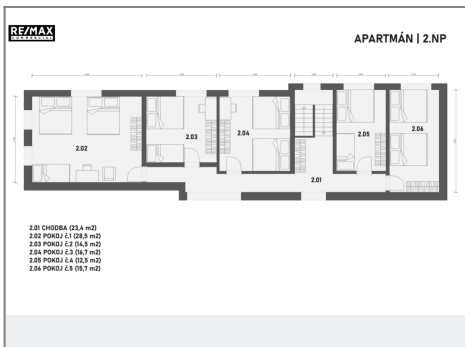 RE/MAX
COMMERCIAL
APARTMÁN | 2.NP
2.02
2.03
2.04
2.01
2.05
2.06
2.01 CHODBA (23,4 m2)
2.02 POKOJ č.1 (28,5 m2)
2.03 POKOJ č.2 (14,5 m2)
2.04 POKOJ č.3 (16,7 m2)
2.05 POKOJ č.4 (12,5 m2)
2.06 POKOJ č.5 (15,7 m2)